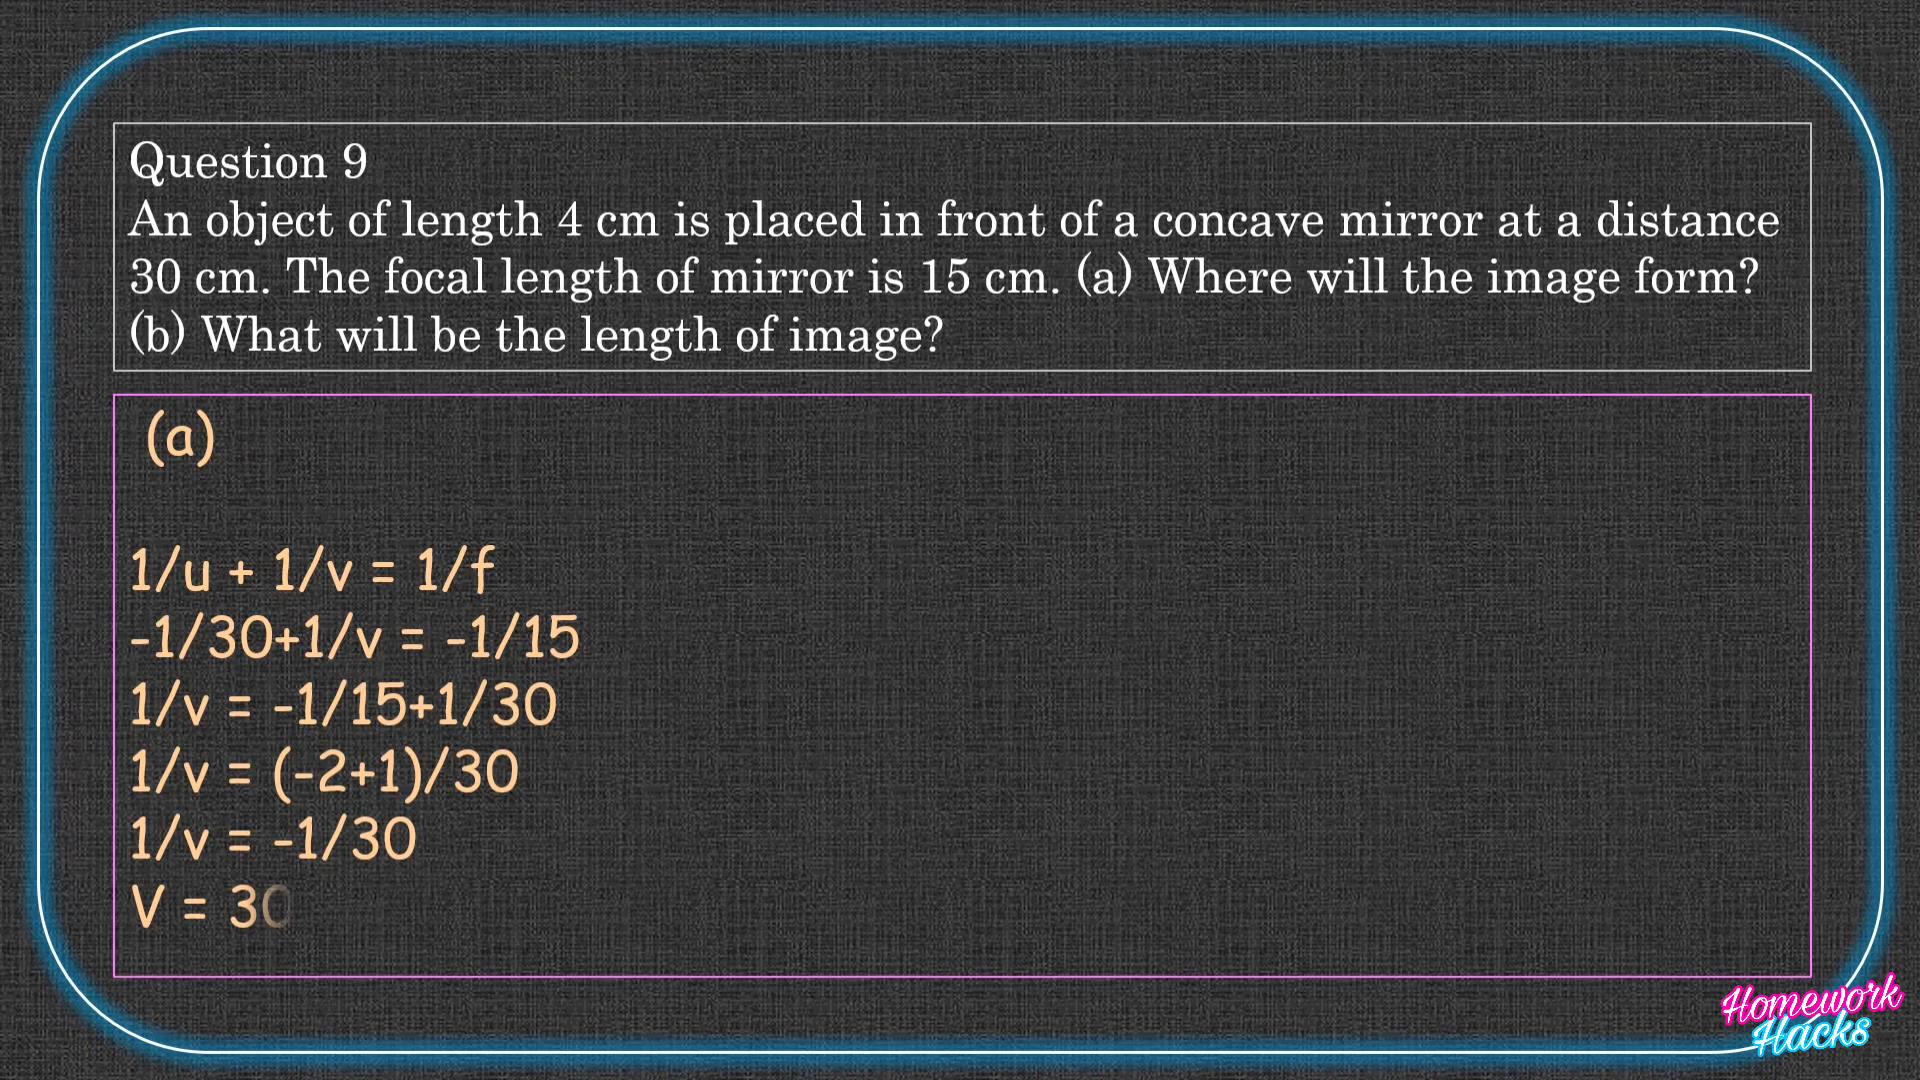 Question 9
An object of length 4 cm is placed in front of a concave mirror at a distance
30 cm. The focal length of mirror is 15 cm. (a) Where will the image form?
(b) What will be the length of image?
(a)
1/u + 1/v = 1/f
-1/30+1/v = -1/15
1/v = -1/15+1/30
1/v = (-2+1)/30
1/v = -1/30
V = 30
Homework
Hacks